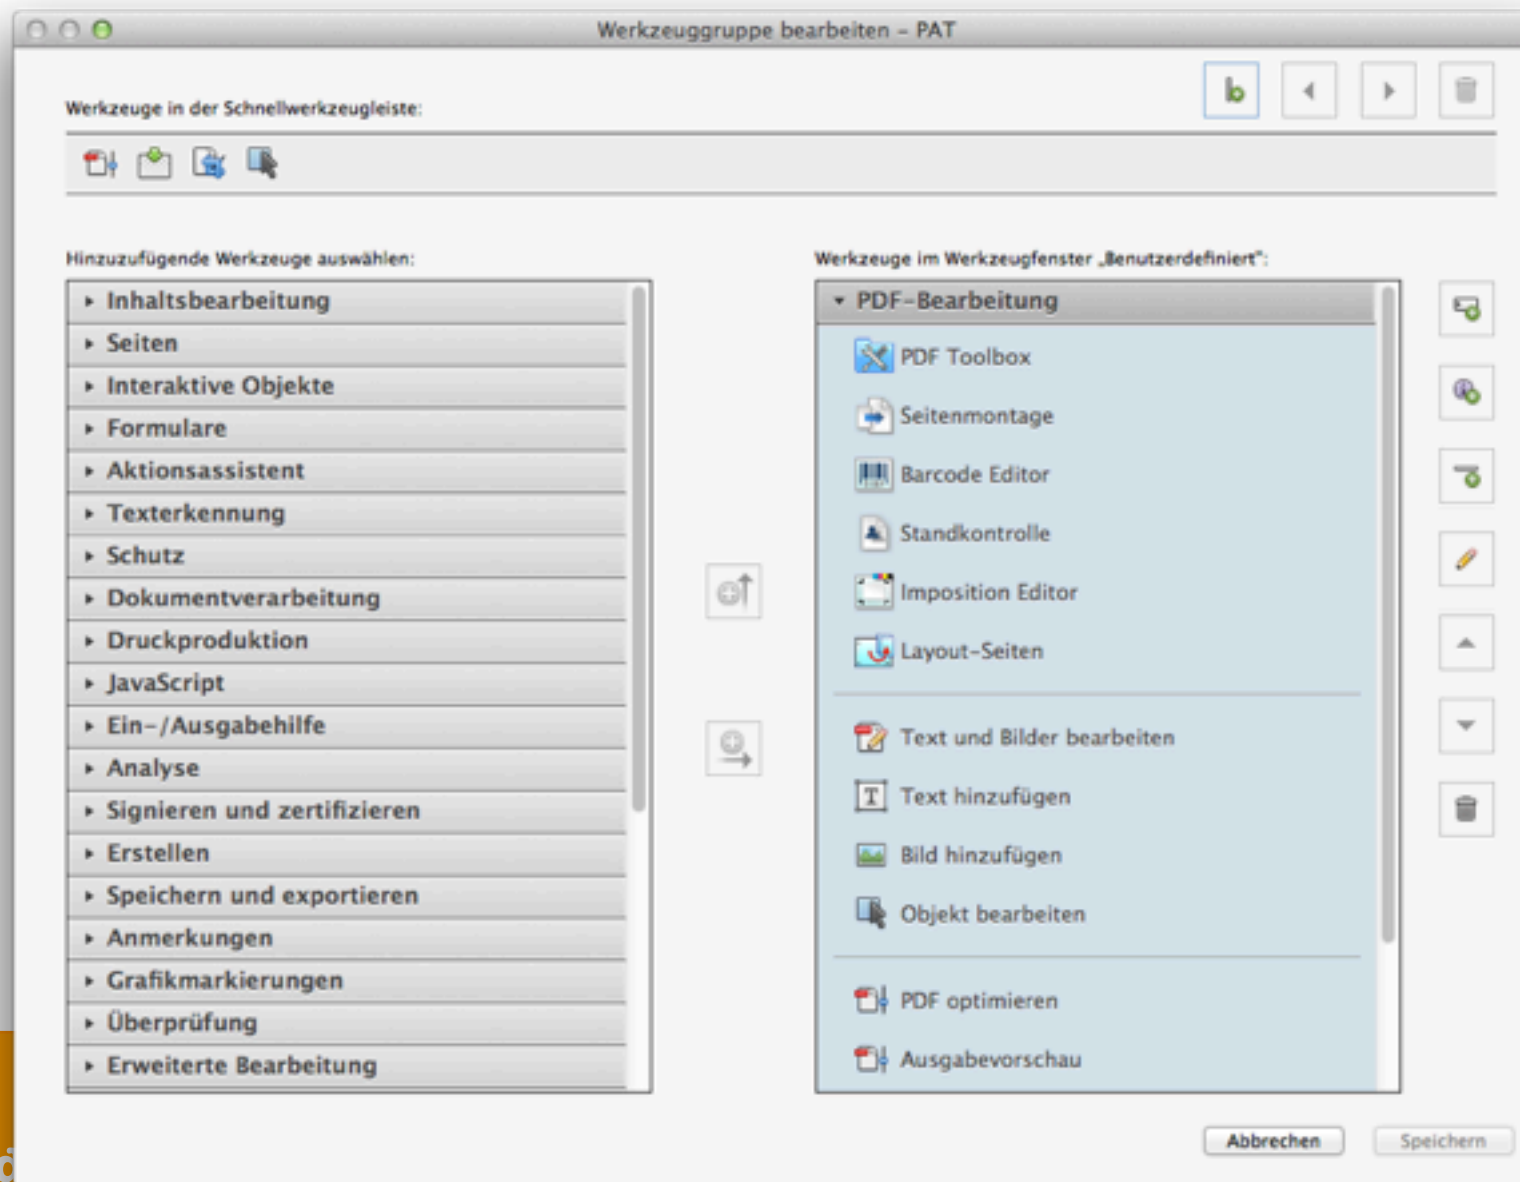 Werkzeuggruppe bearbeiten – PAT
Werkzeuge in der Schnellwerkzeugleiste:
Hinzuzufügende Werkzeuge auswählen:
Inhaltsbearbeitung
Seiten
Interaktive Objekte
Formulare
Aktionsassistent
Texterkennung
Schutz
Dokumentverarbeitung
Druckproduktion
JavaScript
Ein-/Ausgabehilfe
Analyse
Signieren und zertifizieren
Erstellen
Speichern und exportieren
Anmerkungen
Grafikmarkierungen
Überprüfung
Erweiterte Bearbeitung
Werkzeuge im Werkzeugfenster „Benutzerdefiniert“:
PDF-Bearbeitung
PDF Toolbox
Seitenmontage
Barcode Editor
Standkontrolle
Imposition Editor
Layout-Seiten
Text und Bilder bearbeiten
Text hinzufügen
Bild hinzufügen
Objekt bearbeiten
PDF optimieren
Ausgabevorschau
Abbrechen
Speichern